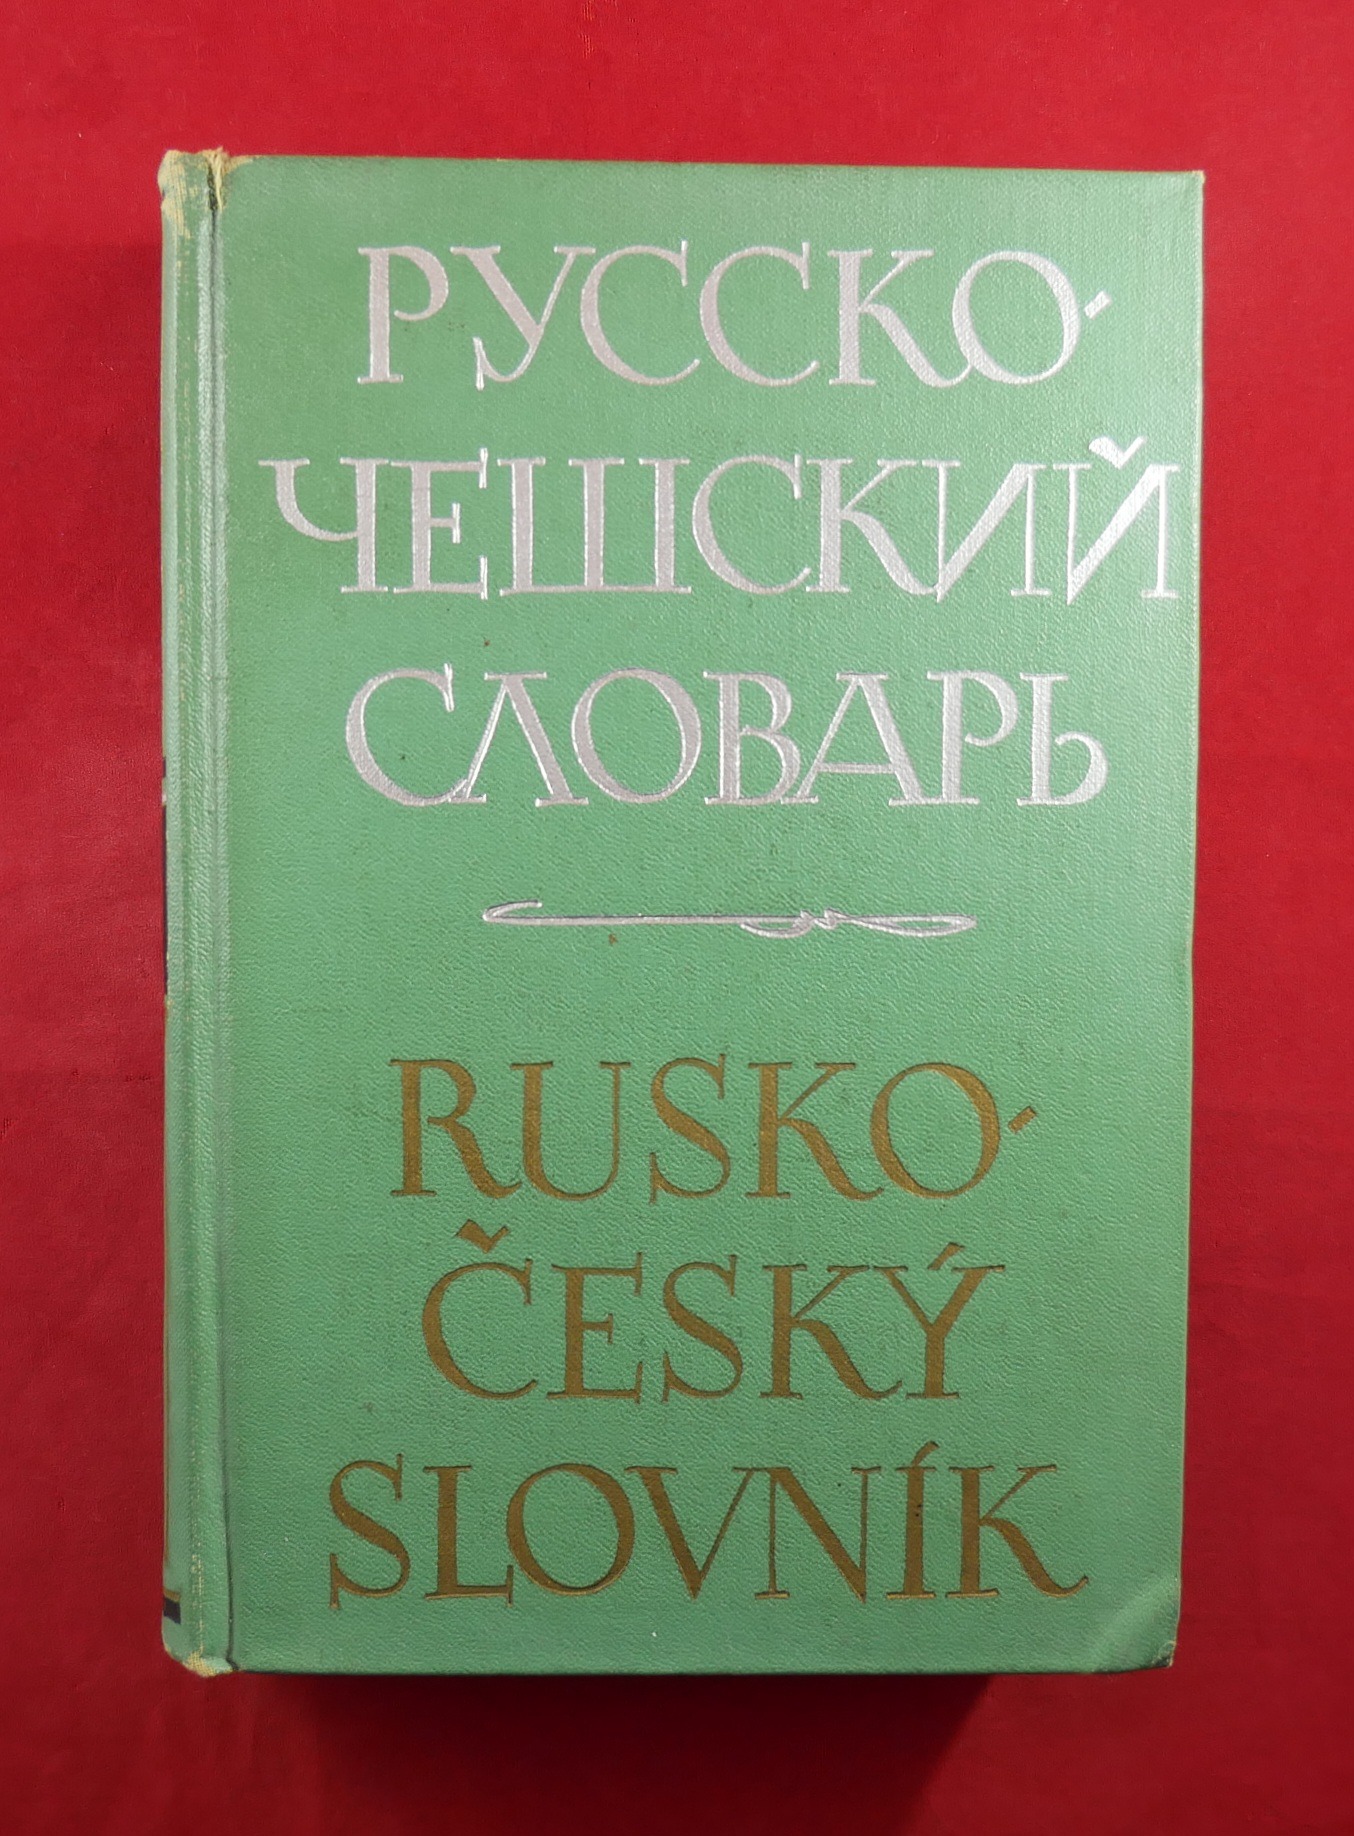 РУССКО-
ЧЕШСКИЙ
СЛОВАРЬ
RUSKO-
ČESKÝ
SLOVNÍK